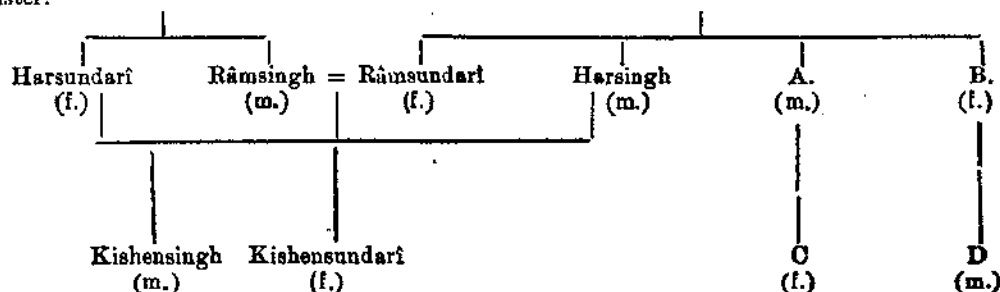 Harsundarî Râmsingh = Râmsundarî Harsingh A. B.
(f.) (m.) (f.) (m.) (m.) (f.)
Kishensingh Kishensundarî C D
(m.) (f.) (f.) (m.)